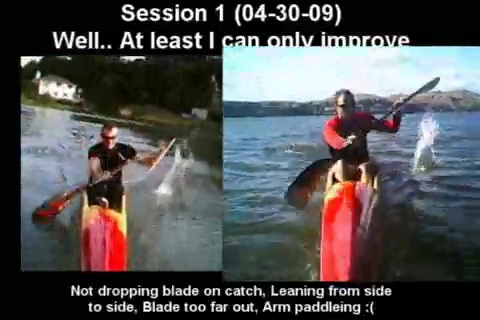 Session 1 (04-30-09)
Well.. At least I can only improve
Not dropping blade on catch, Leaning from side
to side, Blade too far out, Arm paddleing :(